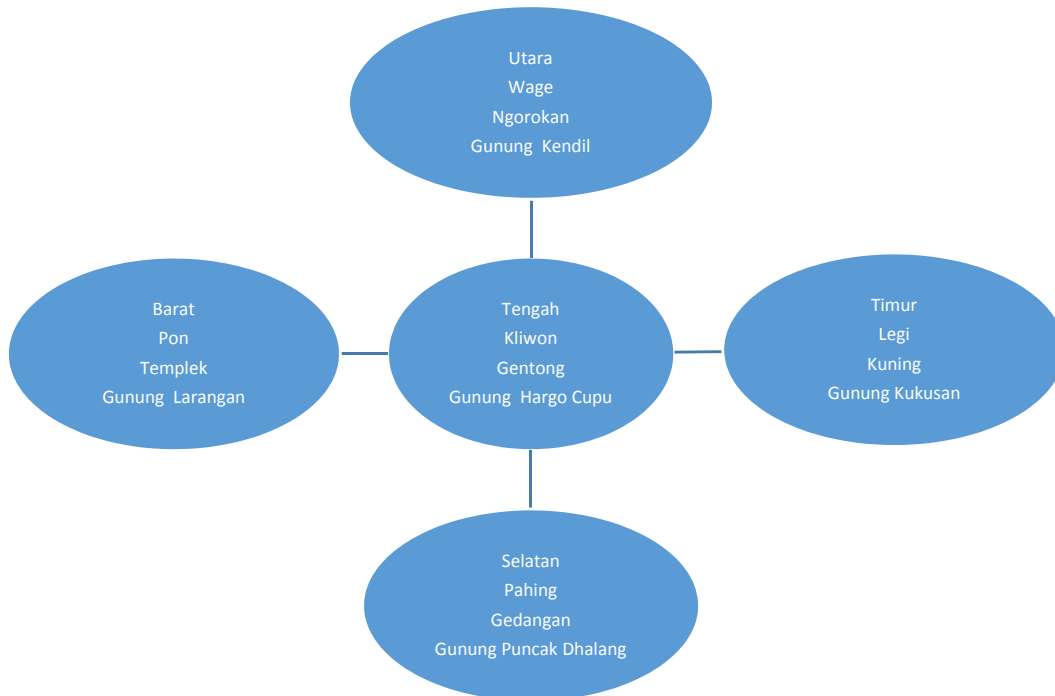 Utara
Wage
Ngorokan
Gunung  Kendil
Barat
Pon
Templek
Gunung  Larangan
Tengah
Kliwon
Gentong
Gunung  Hargo Cupu
Timur
Legi
Kuning
Gunung Kukusan
Selatan
Pahing
Gedangan
Gunung Puncak Dhalang